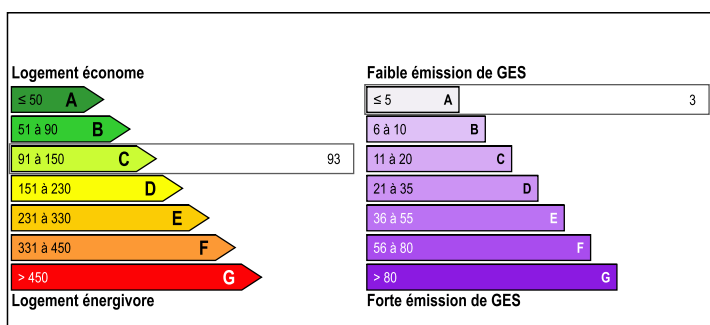 Logement économe
≤ 50 A
51 à 90 B
91 à 150 C 93
151 à 230 D
231 à 330 E
331 à 450 F
> 450 G
Logement énergivore
Faible émission de GES
≤ 5 A 3
6 à 10 B
11 à 20 C
21 à 35 D
36 à 55 E
56 à 80 F
> 80 G
Forte émission de GES